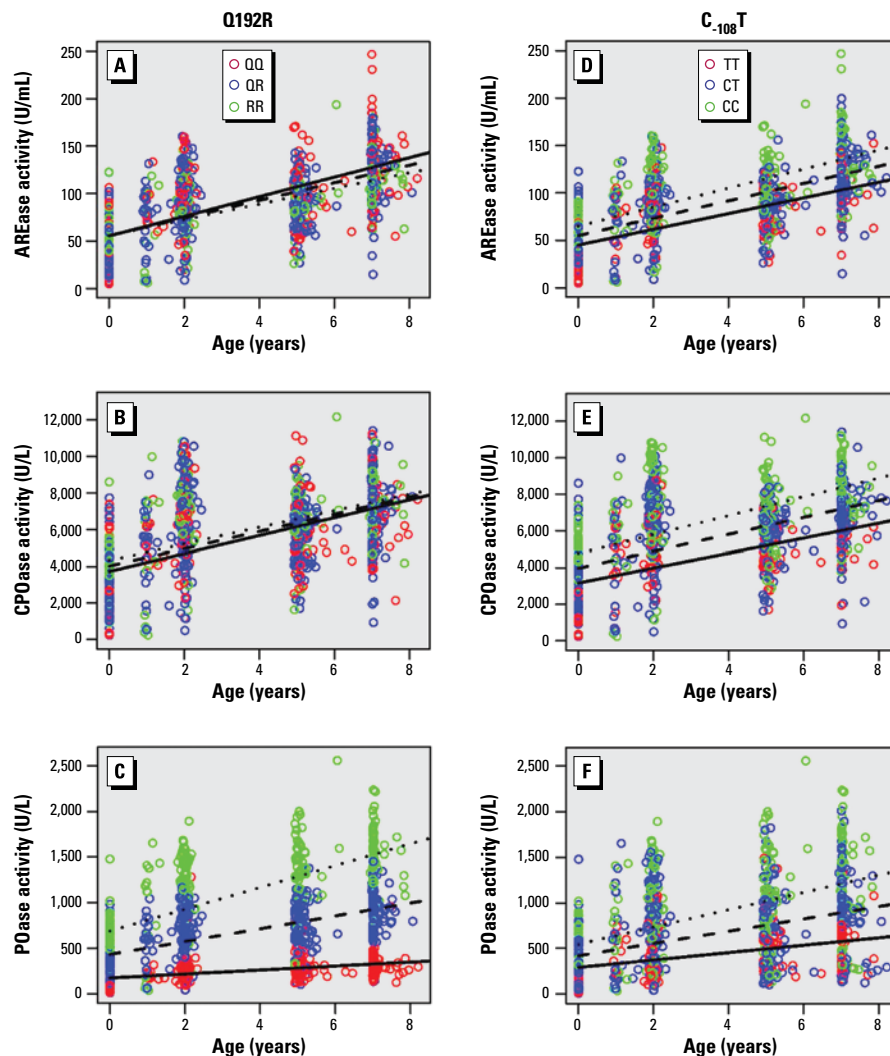 Q192R
C-108T
A
QQ
QR
RR
AREase activity (U/mL)
250
200
150
100
50
0
0 2 4 6 8
Age (years)
D
TT
CT
CC
AREase activity (U/mL)
250
200
150
100
50
0
0 2 4 6 8
Age (years)
B
CPOase activity (U/L)
12,000
10,000
8,000
6,000
4,000
2,000
0
0 2 4 6 8
Age (years)
E
CPOase activity (U/L)
12,000
10,000
8,000
6,000
4,000
2,000
0
0 2 4 6 8
Age (years)
C
POase activity (U/L)
2,500
2,000
1,500
1,000
500
0
0 2 4 6 8
Age (years)
F
POase activity (U/L)
2,500
2,000
1,500
1,000
500
0
0 2 4 6 8
Age (years)